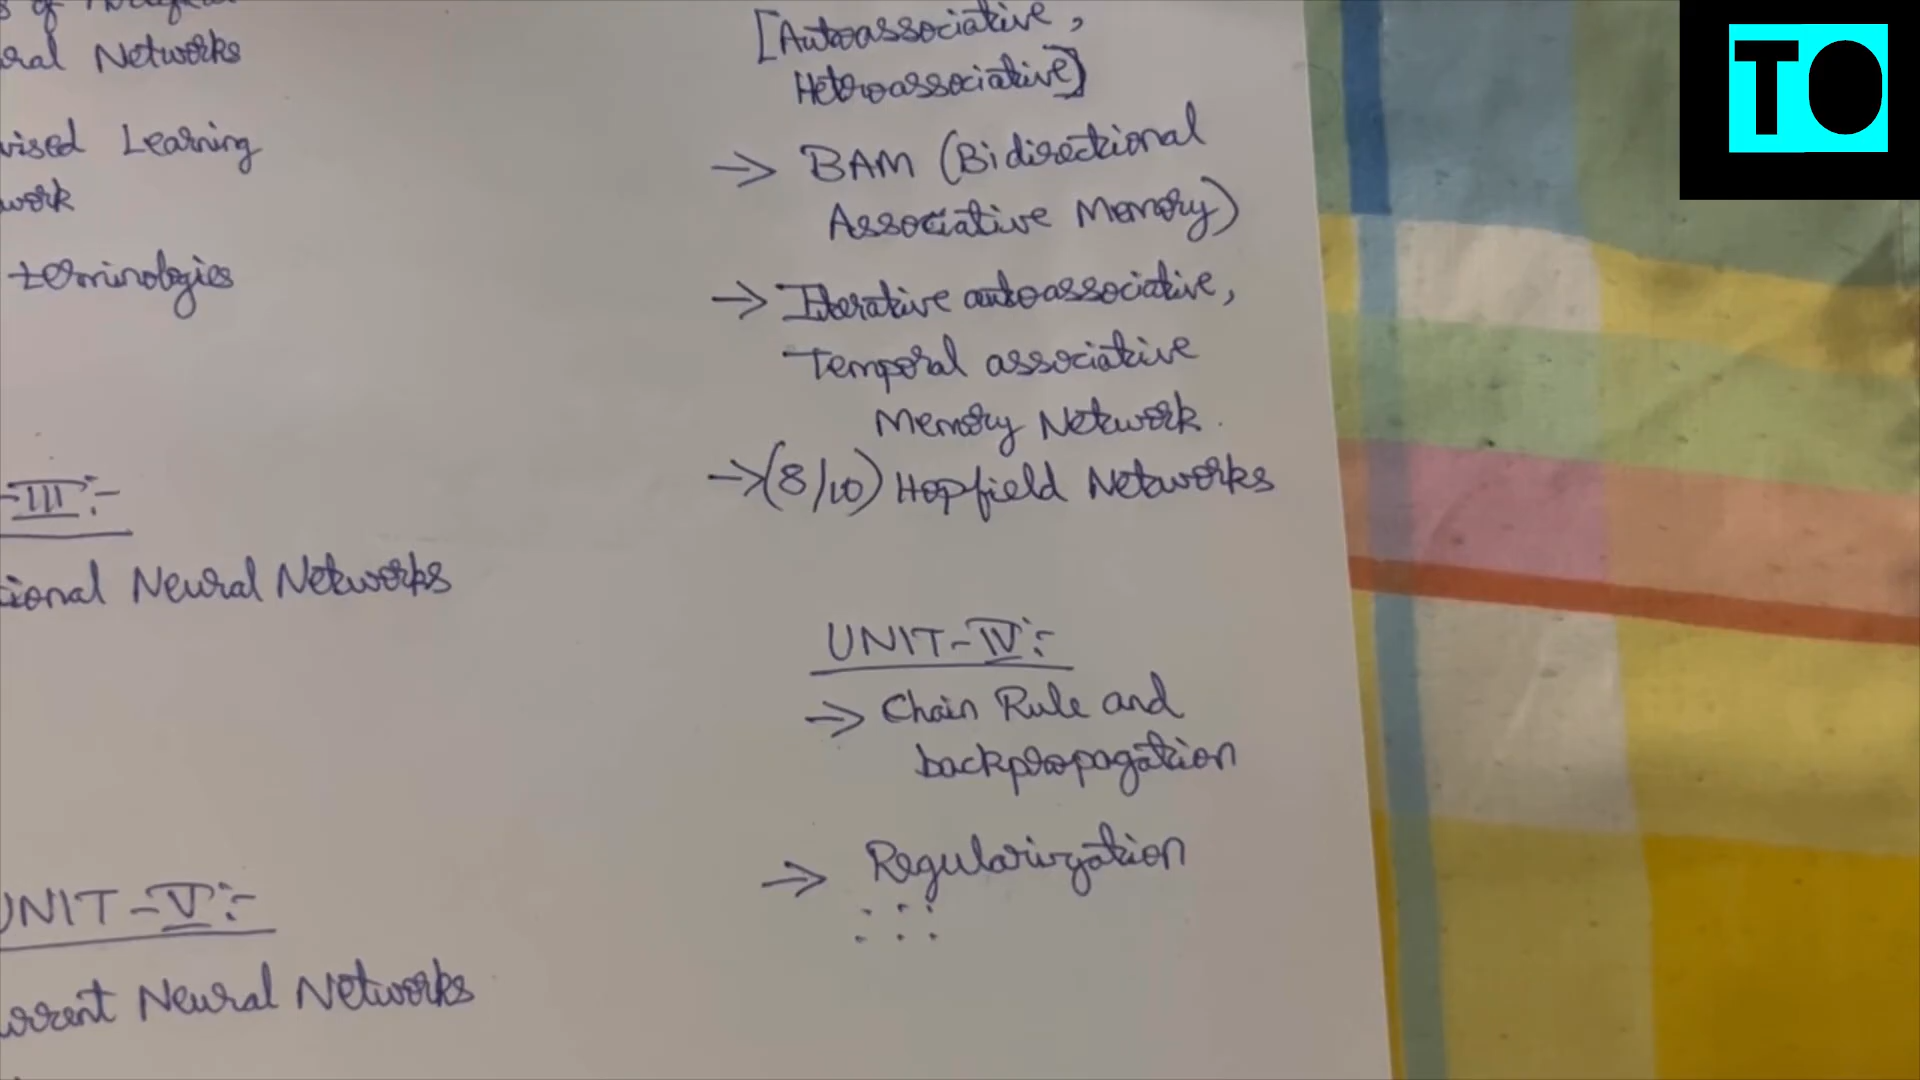 ral Networks
vised Learning
work
terminologies
-III:-
ional Neural Networks
UNIT-V:-
urrent Neural Networks
[Autoassociative,
Hetroassociative]
→ BAM (Bidirectional
Associative Memory)
→ Iterative autoassociative,
Temporal associative
Memory Network.
→ (8/10) Hopfield Networks
UNIT-IV:-
→ Chain Rule and
backpropagation
→ Regularization
TO